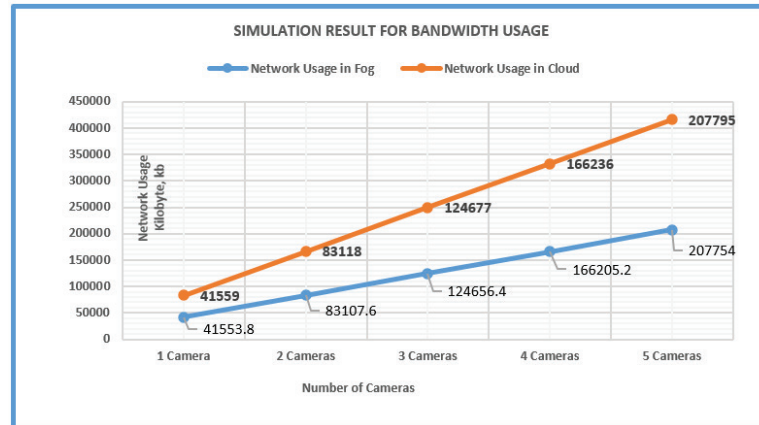 SIMULATION RESULT FOR BANDWIDTH USAGE
Network Usage in Fog
Network Usage in Cloud
Network Usage
Kilobyte, kb
450000
400000
350000
300000
250000
200000
150000
100000
50000
0
41559
83118
124677
166236
207795
41553.8
83107.6
124656.4
166205.2
207754
1 Camera
2 Cameras
3 Cameras
4 Cameras
5 Cameras
Number of Cameras